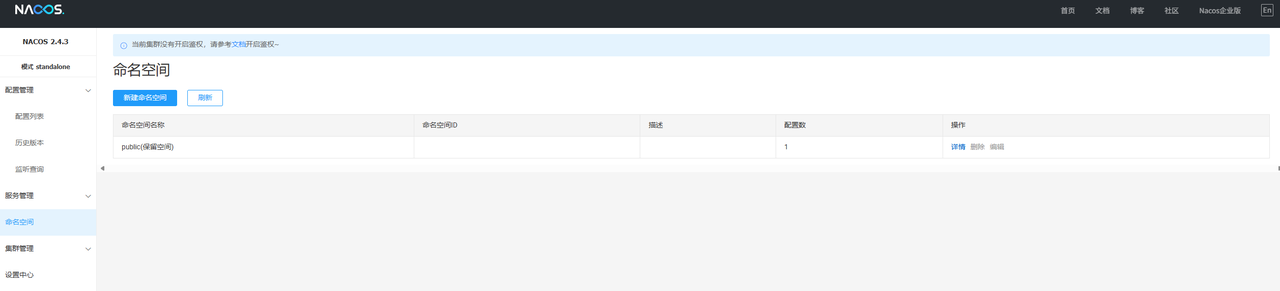 NACOS.
首页 文档 博客 社区 Nacos企业版 En
NACOS 2.4.3
模式 standalone
配置管理
配置列表
历史版本
监听查询
服务管理
命名空间
集群管理
设置中心
当前集群没有开启鉴权，请参考文档开启鉴权~
命名空间
新建命名空间 刷新
命名空间名称 命名空间ID 描述 配置数 操作
public(保留空间) 1 详情 删除 编辑